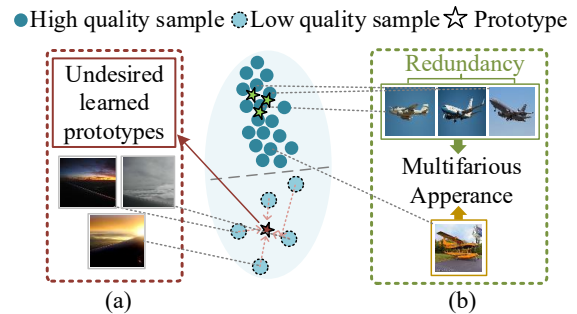 High quality sample Low quality sample Prototype
Undesired
learned
prototypes
Redundancy
Multifarious
Apperance
(a)
(b)